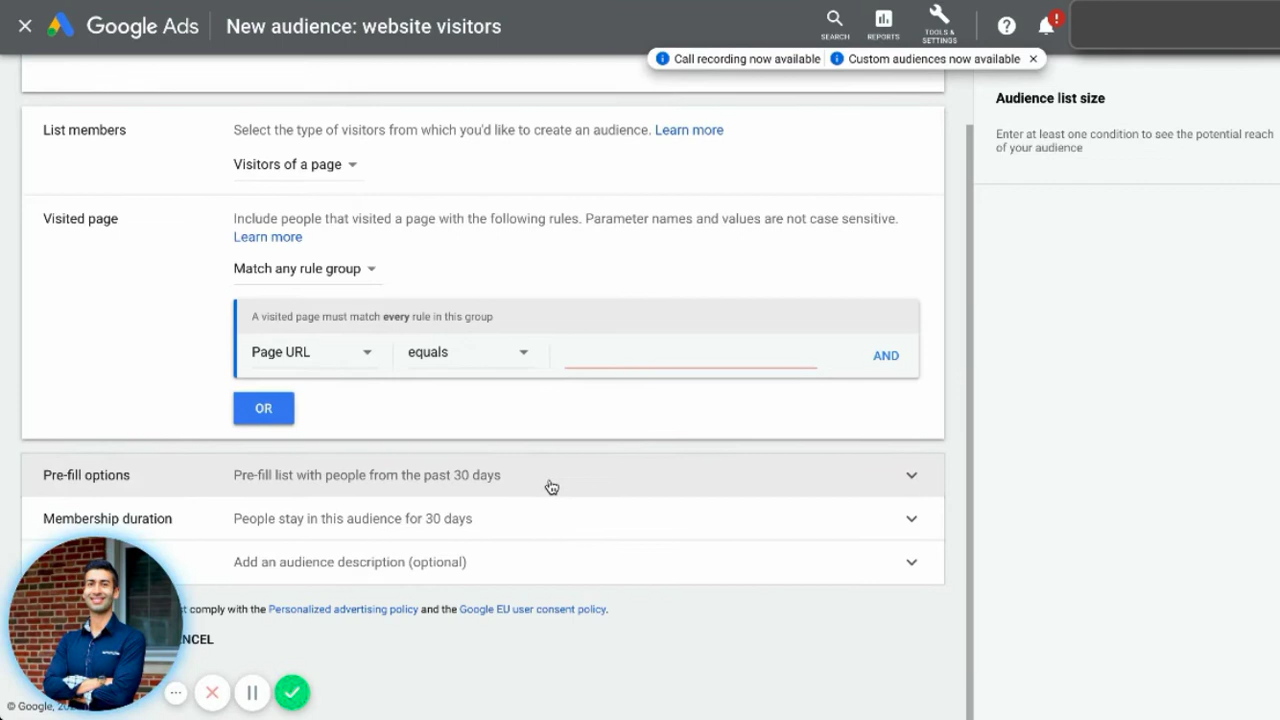 Google Ads
New audience: website visitors
SEARCH
REPORTS
TOOLS &
SETTINGS
!
Call recording now available
Custom audiences now available
Audience list size
Enter at least one condition to see the potential reach
of your audience
List members
Select the type of visitors from which you'd like to create an audience. Learn more
Visitors of a page
Visited page
Include people that visited a page with the following rules. Parameter names and values are not case sensitive.
Learn more
Match any rule group
A visited page must match every rule in this group
Page URL
equals
AND
OR
Pre-fill options
Pre-fill list with people from the past 30 days
Membership duration
People stay in this audience for 30 days
Add an audience description (optional)
comply with the Personalized advertising policy and the Google EU user consent policy.
NCEL
© Google,